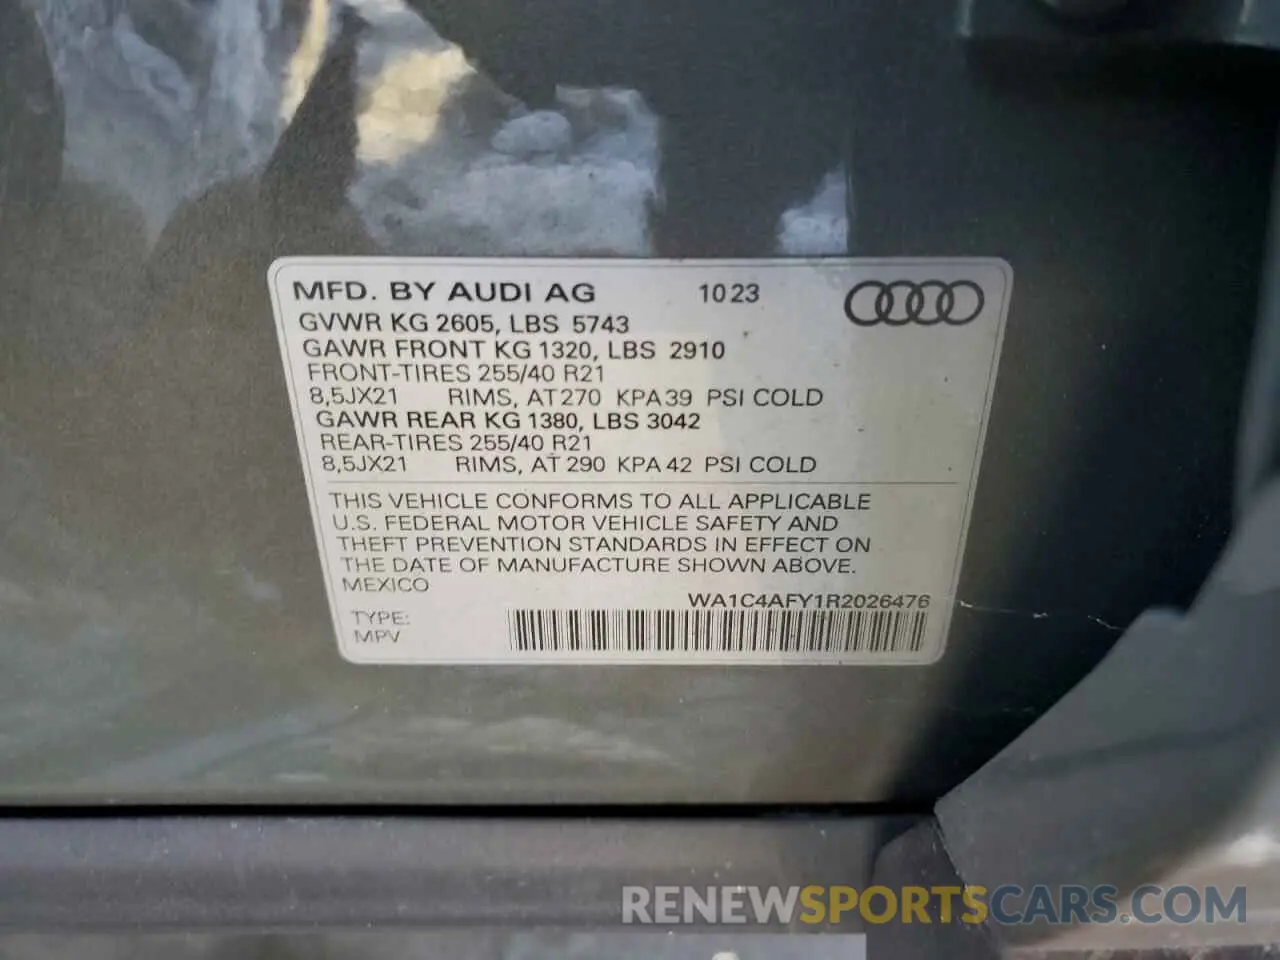 MFD. BY AUDI AG 1023
GVWR KG 2605, LBS 5743
GAWR FRONT KG 1320, LBS 2910
FRONT-TIRES 255/40 R21
8,5JX21 RIMS, AT 270 KPA 39 PSI COLD
GAWR REAR KG 1380, LBS 3042
REAR-TIRES 255/40 R21
8,5JX21 RIMS, AT 290 KPA 42 PSI COLD
THIS VEHICLE CONFORMS TO ALL APPLICABLE
U.S. FEDERAL MOTOR VEHICLE SAFETY AND
THEFT PREVENTION STANDARDS IN EFFECT ON
THE DATE OF MANUFACTURE SHOWN ABOVE.
MEXICO
WA1C4AFY1R2026476
TYPE:
MPV
RENEWSPORTSCARS.COM